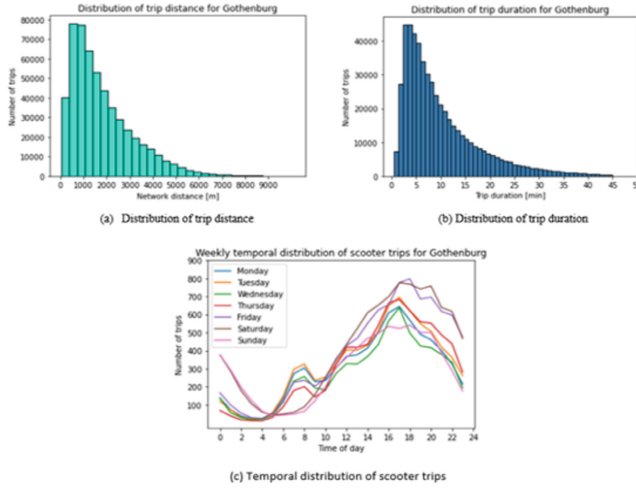 Distribution of trip distance for Gothenburg
80000
70000
60000
50000
40000
30000
20000
10000
0
Number of trips
0 1000 2000 3000 4000 5000 6000 7000 8000 9000
Network distance [m]
(a) Distribution of trip distance
Distribution of trip duration for Gothenburg
40000
30000
20000
10000
0
Number of trips
0 5 10 15 20 25 30 35 40 45 50
Trip duration [min]
(b) Distribution of trip duration
Weekly temporal distribution of scooter trips for Gothenburg
900
800
700
600
500
400
300
200
100
Number of trips
Monday
Tuesday
Wednesday
Thursday
Friday
Saturday
Sunday
0 2 4 6 8 10 12 14 16 18 20 22 24
Time of day
(c) Temporal distribution of scooter trips